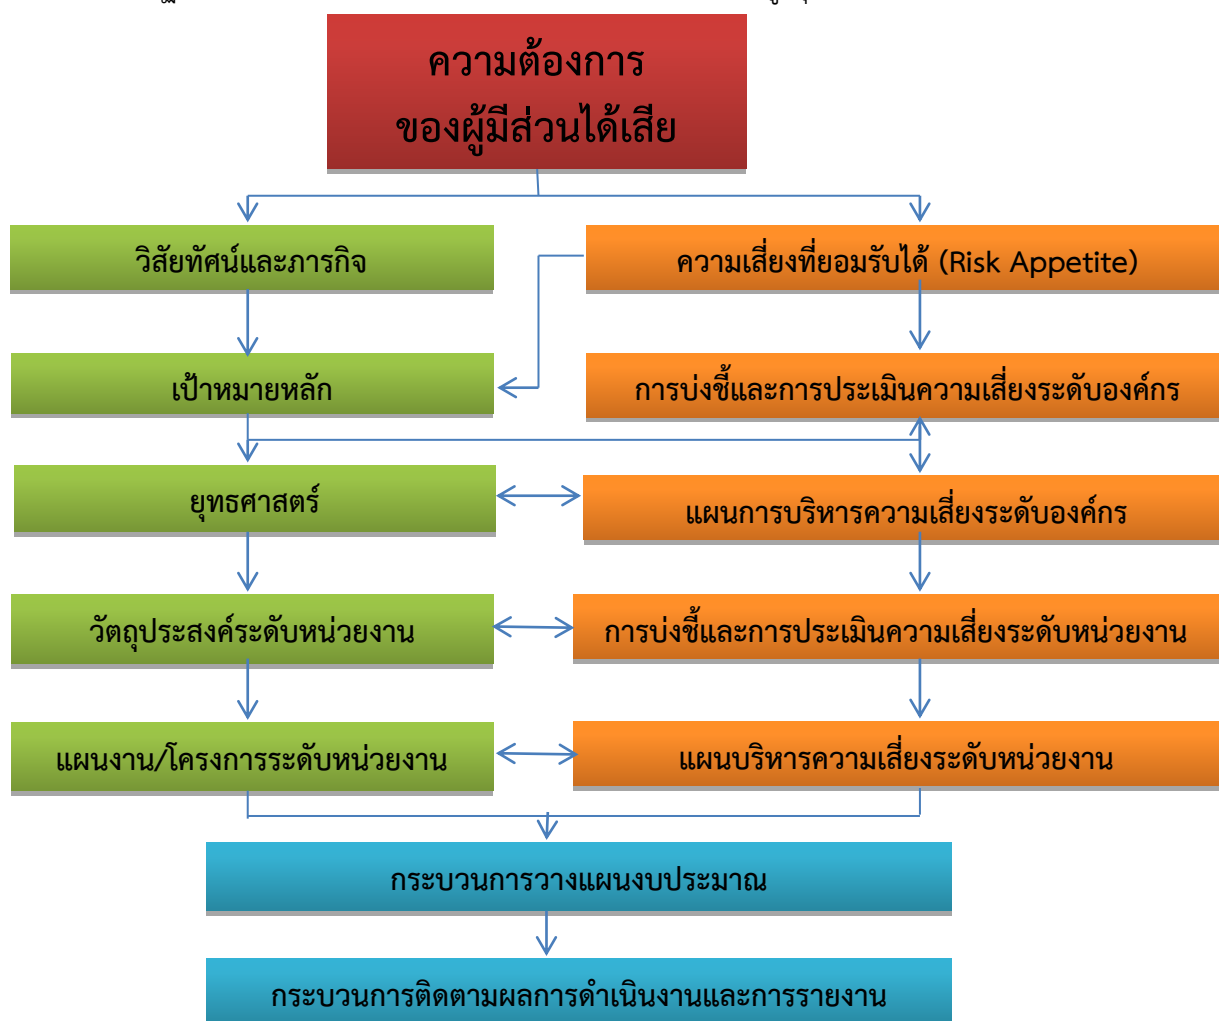 ความต้องการ
ของผู้มีส่วนได้เสีย
วิสัยทัศน์และภารกิจ
ความเสี่ยงที่ยอมรับได้ (Risk Appetite)
เป้าหมายหลัก
การบ่งชี้และการประเมินความเสี่ยงระดับองค์กร
ยุทธศาสตร์
แผนการบริหารความเสี่ยงระดับองค์กร
วัตถุประสงค์ระดับหน่วยงาน
การบ่งชี้และการประเมินความเสี่ยงระดับหน่วยงาน
แผนงาน/โครงการระดับหน่วยงาน
แผนบริหารความเสี่ยงระดับหน่วยงาน
กระบวนการวางแผนงบประมาณ
กระบวนการติดตามผลการดำเนินงานและการรายงาน